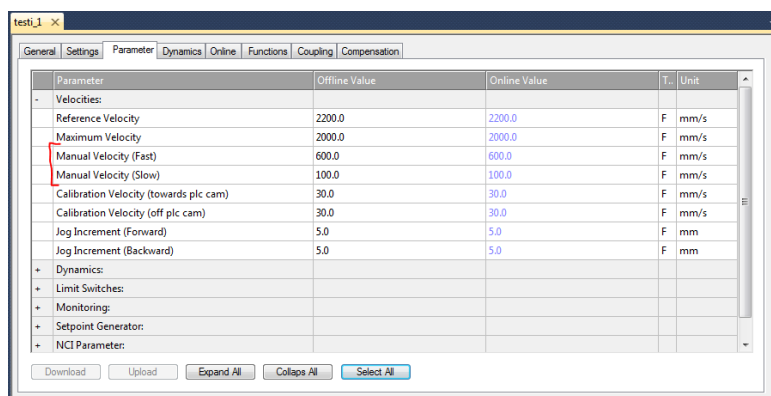 testi_1 ×
General Settings Parameter Dynamics Online Functions Coupling Compensation
Parameter Offline Value Online Value T.. Unit
- Velocities:
Reference Velocity 2200.0 2200.0 F mm/s
Maximum Velocity 2000.0 2000.0 F mm/s
Manual Velocity (Fast) 600.0 600.0 F mm/s
Manual Velocity (Slow) 100.0 100.0 F mm/s
Calibration Velocity (towards plc cam) 30.0 30.0 F mm/s
Calibration Velocity (off plc cam) 30.0 30.0 F mm/s
Jog Increment (Forward) 5.0 5.0 F mm
Jog Increment (Backward) 5.0 5.0 F mm
+ Dynamics:
+ Limit Switches:
+ Monitoring:
+ Setpoint Generator:
+ NCI Parameter:
Download Upload Expand All Collaps All Select All